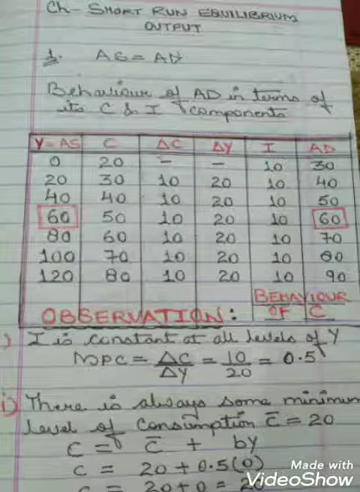 Ch- SHORT RUN EQUILIBRIUM
OUTPUT
1. AS = AD
Behaviour of AD in terms of
its C & I components
Y=AS C ΔC ΔY I AD
0 20 - - 10 30
20 30 10 20 10 40
40 40 10 20 10 50
60 50 10 20 10 60
80 60 10 20 10 70
100 70 10 20 10 80
120 80 10 20 10 90
OBSERVATION: BEHAVIOUR OF C
) I is constant at all levels of Y
MPC = ΔC/ΔY = 10/20 = 0.5
i) There is always some minimum
level of consumption C̄ = 20
C = C̄ + bY
C = 20 + 0.5(0)
C = 20 + 0 = 20
Made with
VideoShow